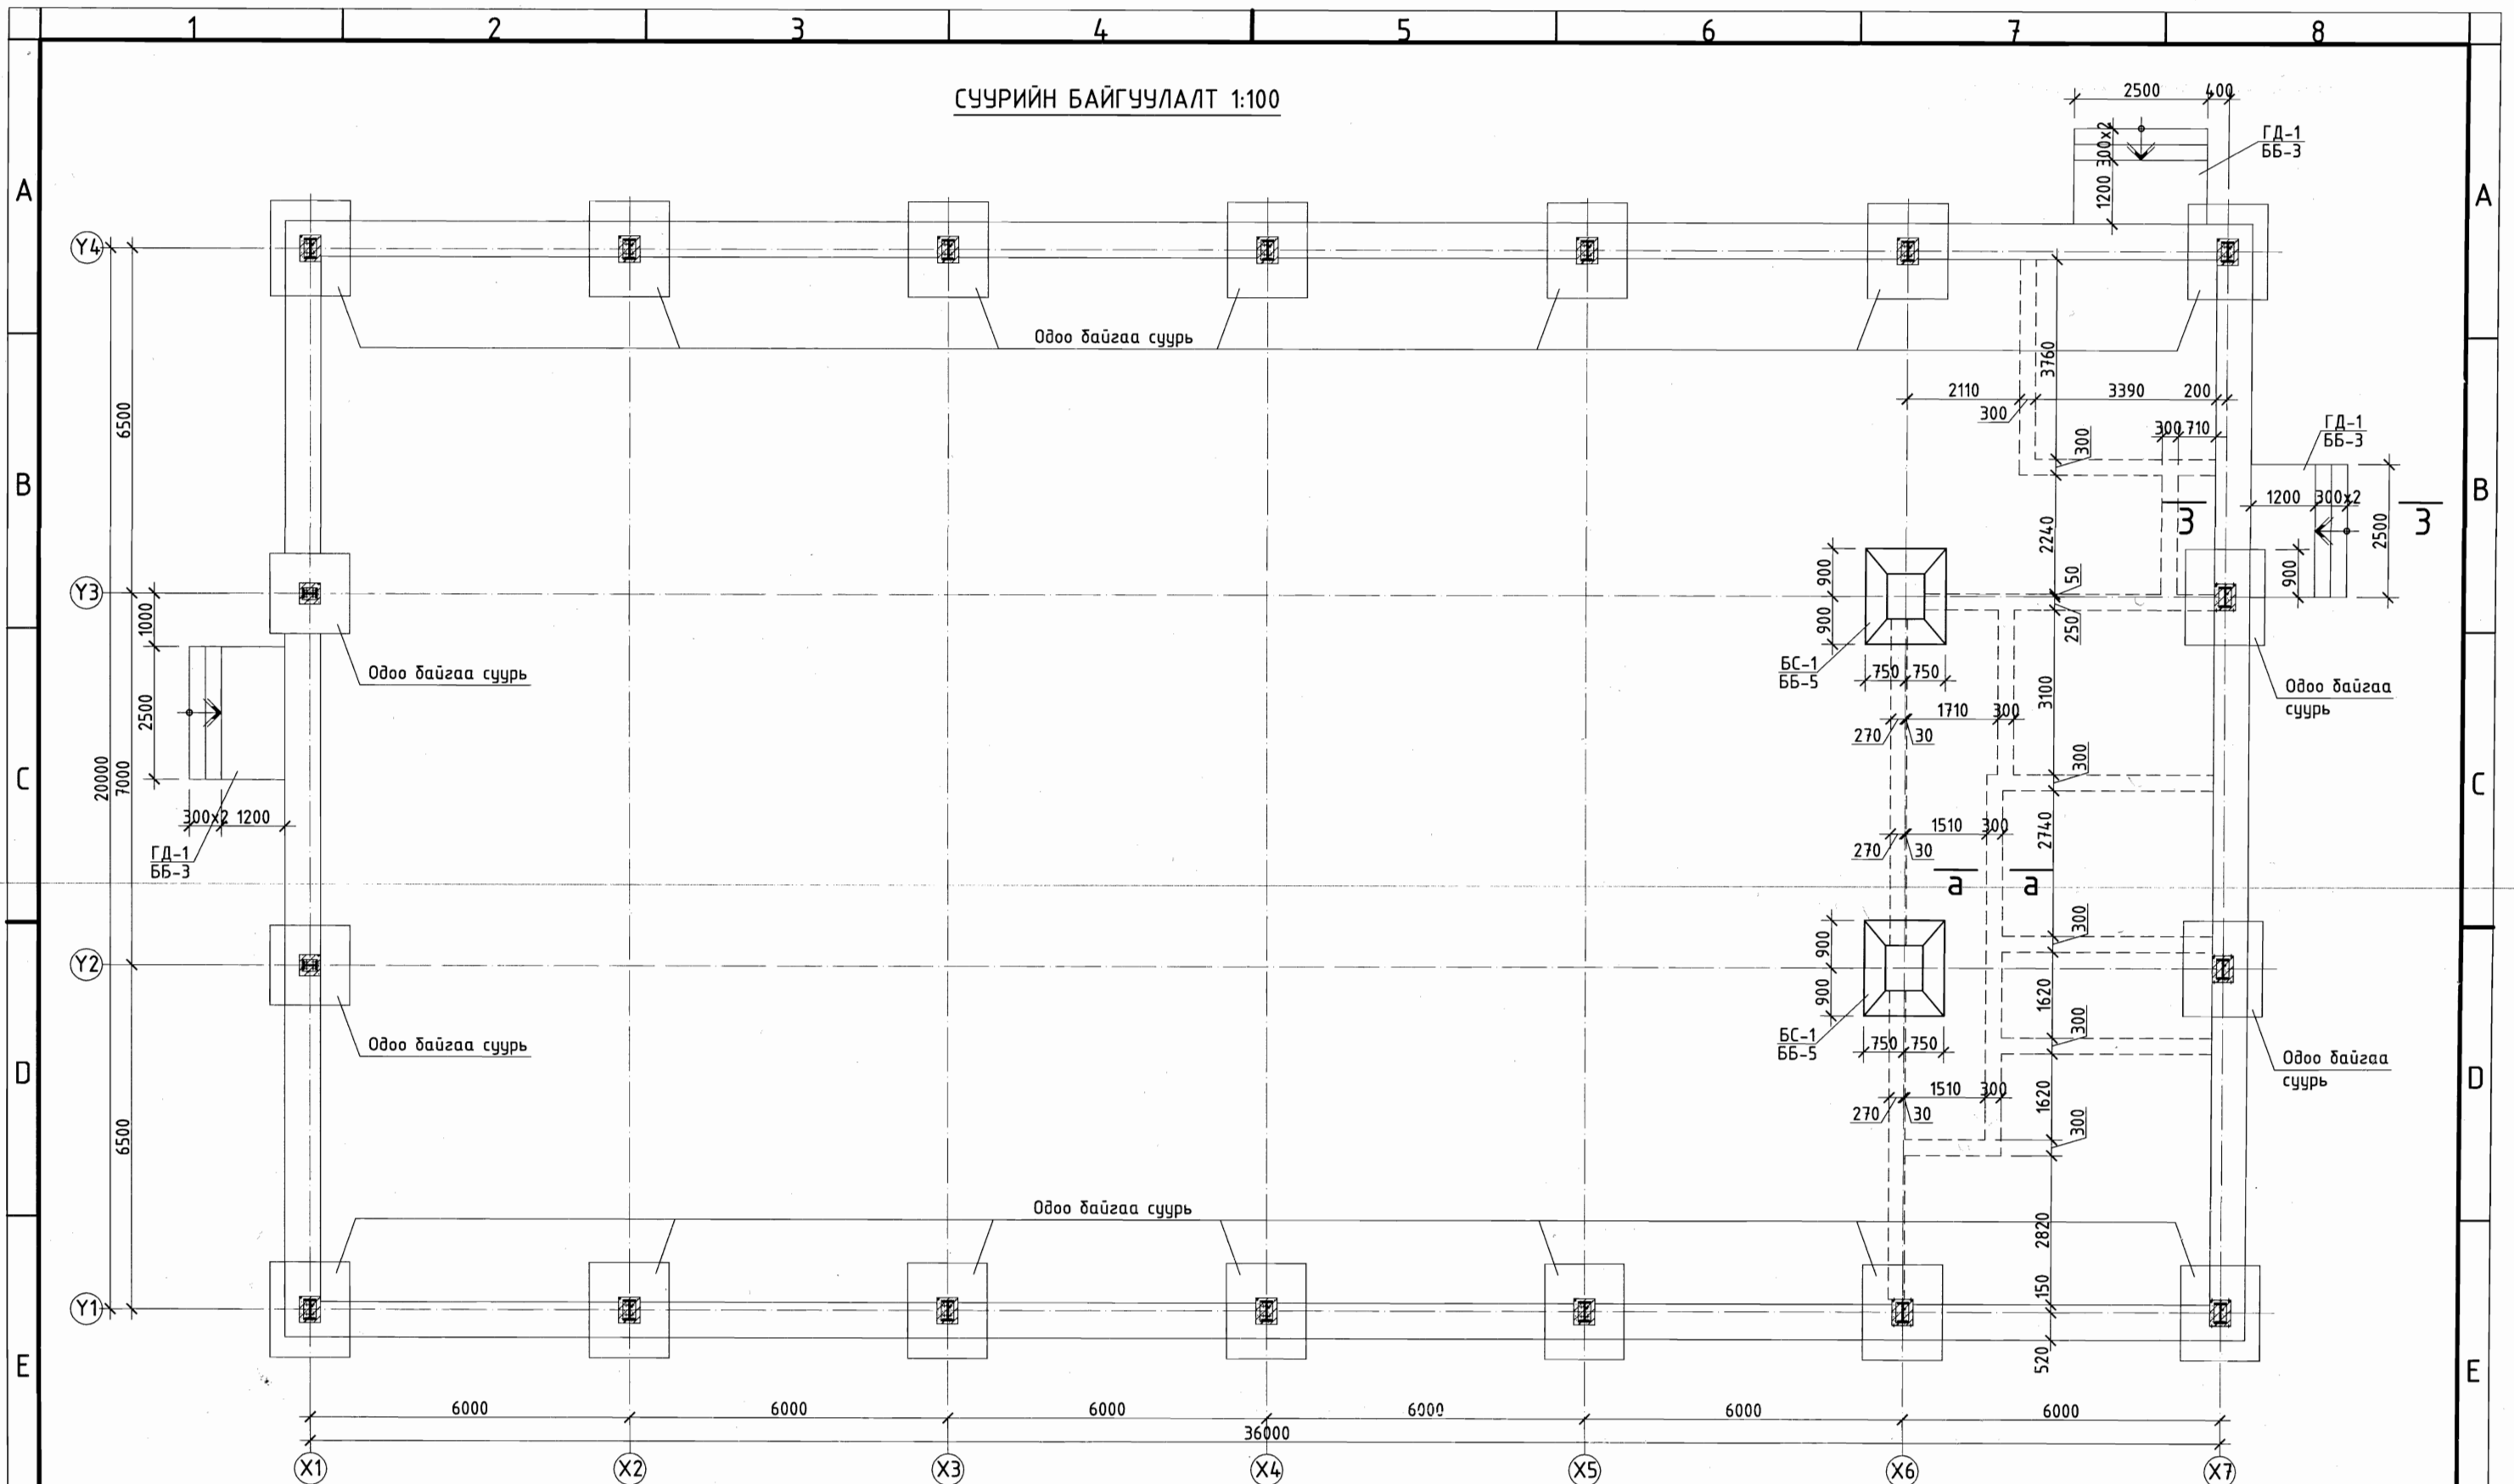 1 2 3 4 5 6 7 8
СУУРИЙН БАЙГУУЛАЛТ 1:100
2500 400
300x2
1200
ГД-1
ББ-3
A A
Y4
Одоо байгаа суурь
3760
6500
2110 3390 200
300
300 710
300
ГД-1
ББ-3
B B
1200 300x2
3 3
2500
2240
900
50
Y3
900
900
1000
250
БС-1
ББ-5
750 750
Одоо байгаа суурь
Одоо байгаа
суурь
3100
2500
1710 300
270 30
300
C C
20000
7000
300x2 1200
1510 300
270 30
2740
ГД-1
ББ-3
a a
300
Y2
900
900
1620
БС-1
ББ-5
750 750
300
Одоо байгаа суурь
Одоо байгаа
суурь
D D
1510 300
270 30
1620
300
6500
Одоо байгаа суурь
2820
150
Y1
520
E E
6000 6000 6000 6000 6000 6000
36000
X1 X2 X3 X4 X5 X6 X7